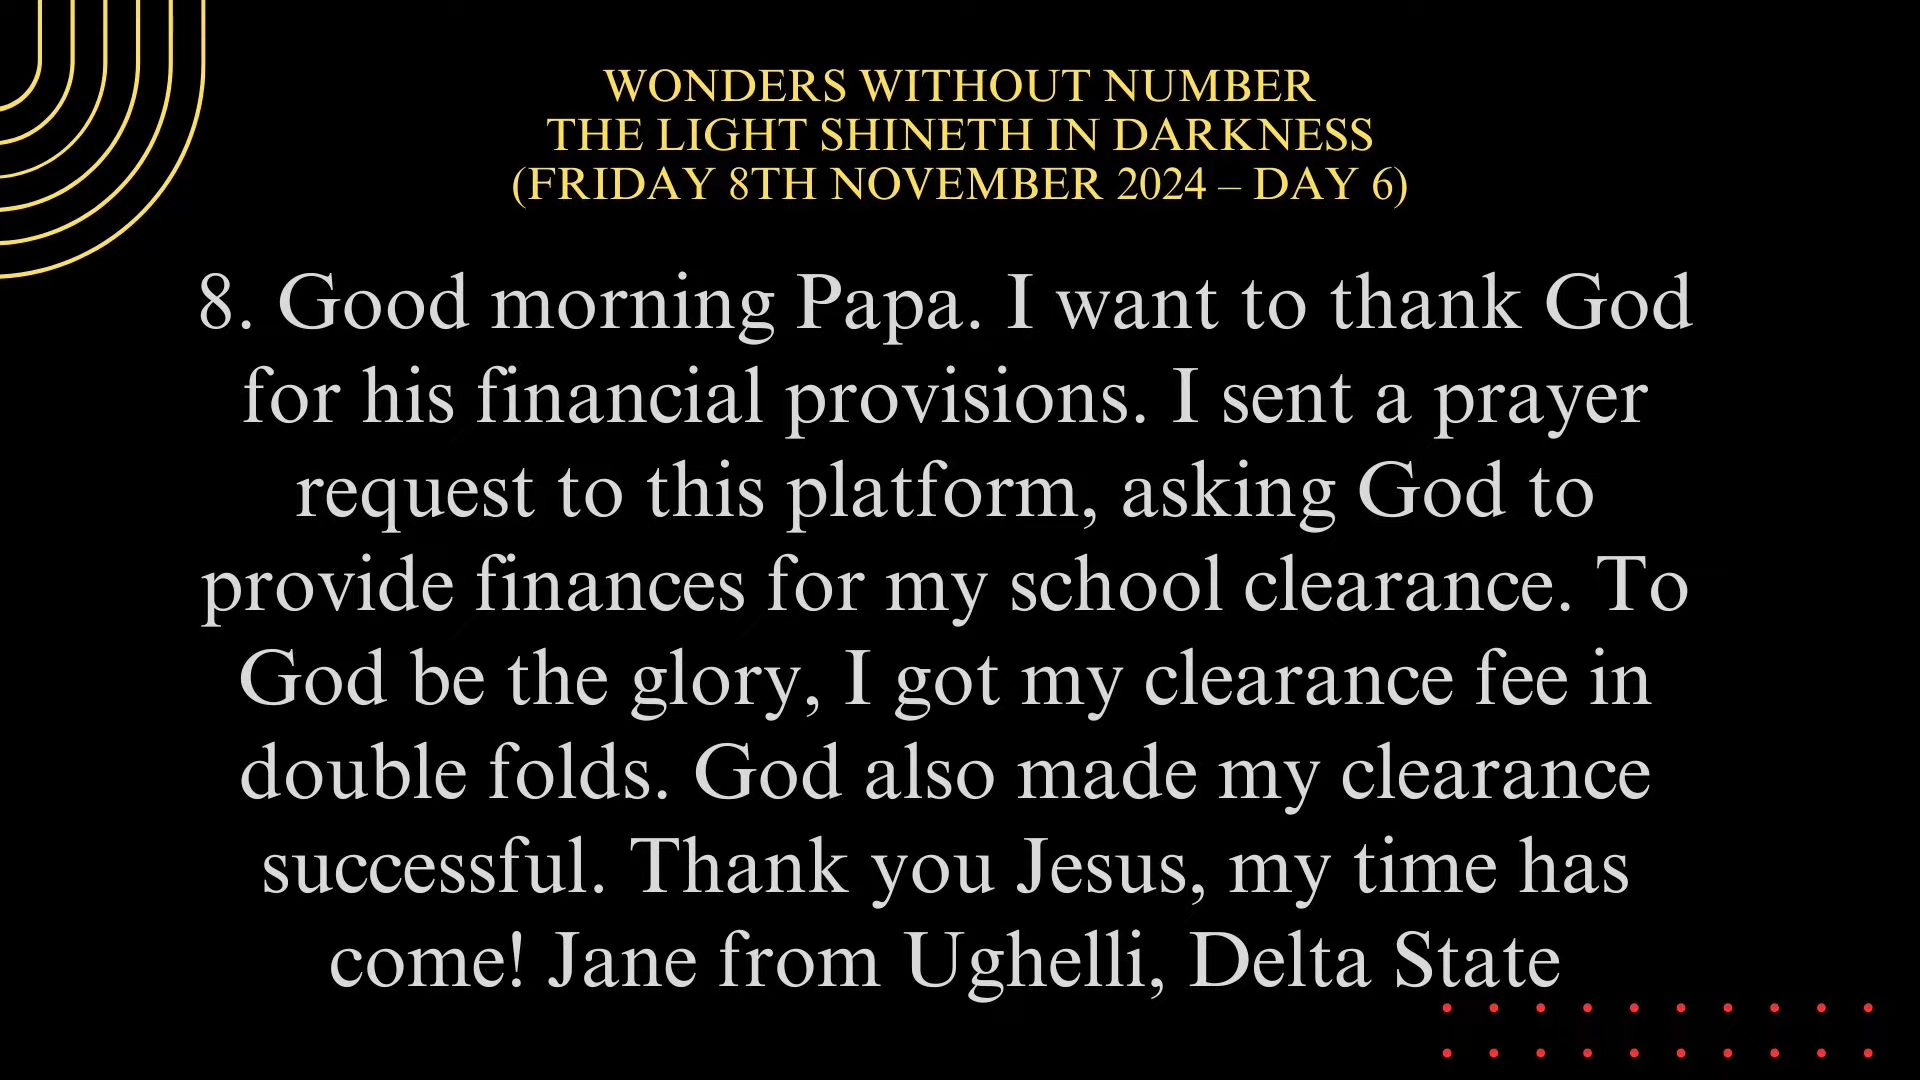 WONDERS WITHOUT NUMBER
THE LIGHT SHINETH IN DARKNESS
(FRIDAY 8TH NOVEMBER 2024 – DAY 6)
8. Good morning Papa. I want to thank God
for his financial provisions. I sent a prayer
request to this platform, asking God to
provide finances for my school clearance. To
God be the glory, I got my clearance fee in
double folds. God also made my clearance
successful. Thank you Jesus, my time has
come! Jane from Ughelli, Delta State